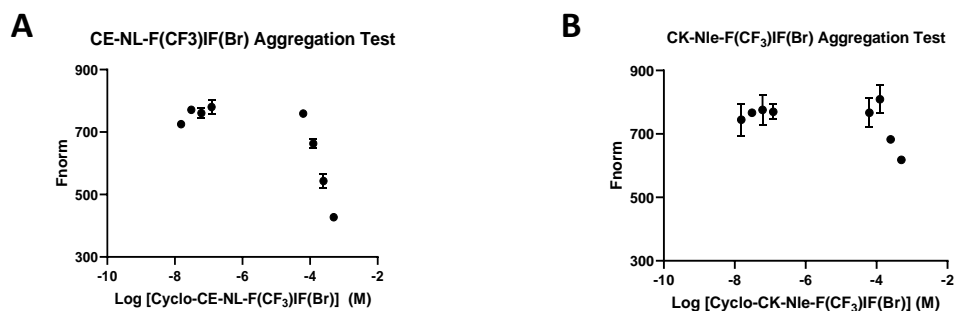 A
CE-NL-F(CF3)IF(Br) Aggregation Test
Fnorm
900
700
500
300
-10
-8
-6
-4
-2
Log [Cyclo-CE-NL-F(CF₃)IF(Br)] (M)
B
CK-Nle-F(CF₃)IF(Br) Aggregation Test
Fnorm
900
700
500
300
-10
-8
-6
-4
-2
Log [Cyclo-CK-Nle-F(CF₃)IF(Br)] (M)